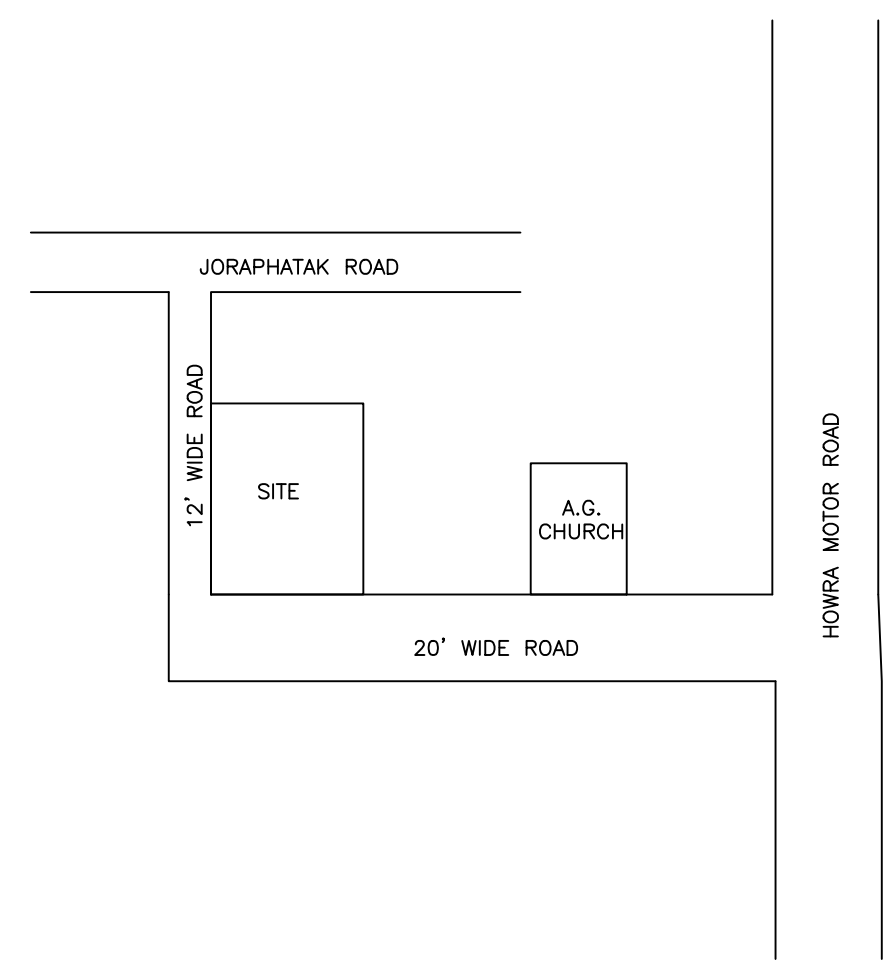 JORAPHATAK ROAD
12' WIDE ROAD
SITE
A.G.
CHURCH
HOWRA MOTOR ROAD
20' WIDE ROAD